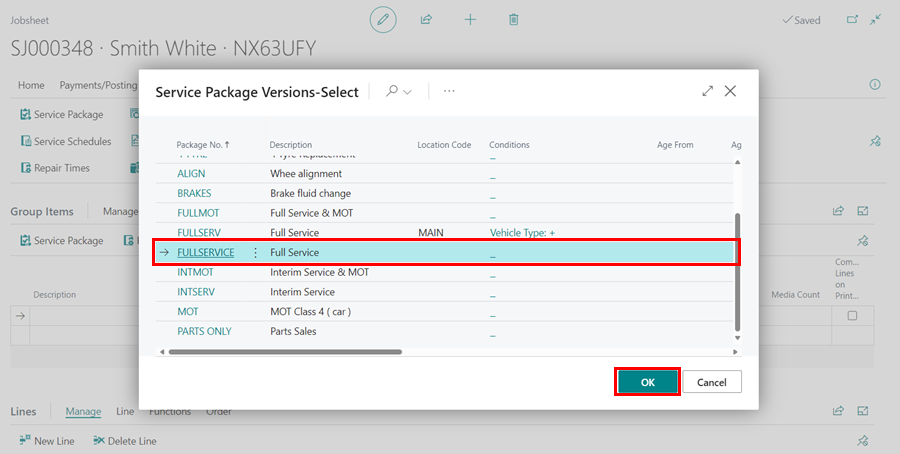 Jobsheet
Saved
SJ000348 · Smith White · NX63UFY
Home Payments/Posting
Service Package
Service Schedules
Repair Times
Group Items Manage
Service Package
Description
Media Count
Com...
Lines
on
Print...
Service Package Versions-Select
Package No. ↑ Description Location Code Conditions Age From Ag
ALIGN Whee alignment _
BRAKES Brake fluid change _
FULLMOT Full Service & MOT _
FULLSERV Full Service MAIN Vehicle Type: +
FULLSERVICE Full Service _
INTMOT Interim Service & MOT _
INTSERV Interim Service _
MOT MOT Class 4 ( car ) _
PARTS ONLY Parts Sales _
OK Cancel
Lines Manage Line Functions Order
New Line Delete Line